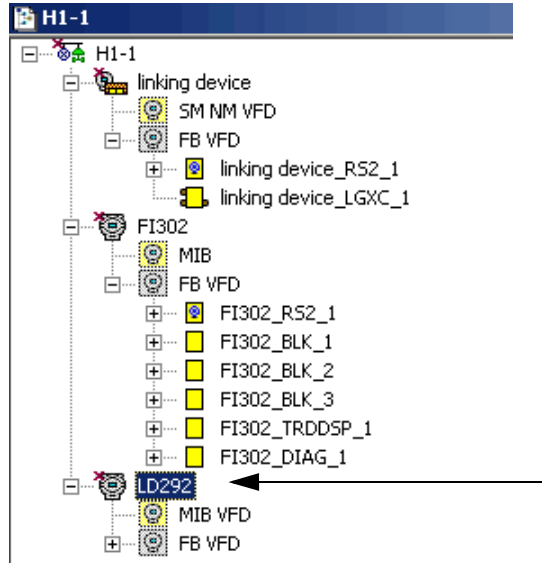 H1-1
H1-1
linking device
SM NM VFD
FB VFD
linking device_RS2_1
linking device_LGXC_1
FI302
MIB
FB VFD
FI302_RS2_1
FI302_BLK_1
FI302_BLK_2
FI302_BLK_3
FI302_TRDDSP_1
FI302_DIAG_1
LD292
MIB VFD
FB VFD